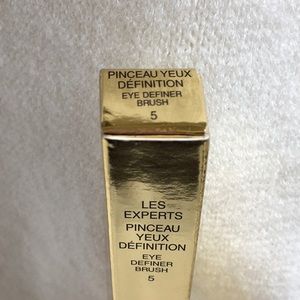 PINCEAU YEUX
DÉFINITION
EYE DEFINER
BRUSH
5
LES
EXPERTS
PINCEAU
YEUX
DÉFINITION
EYE
DEFINER
BRUSH
5